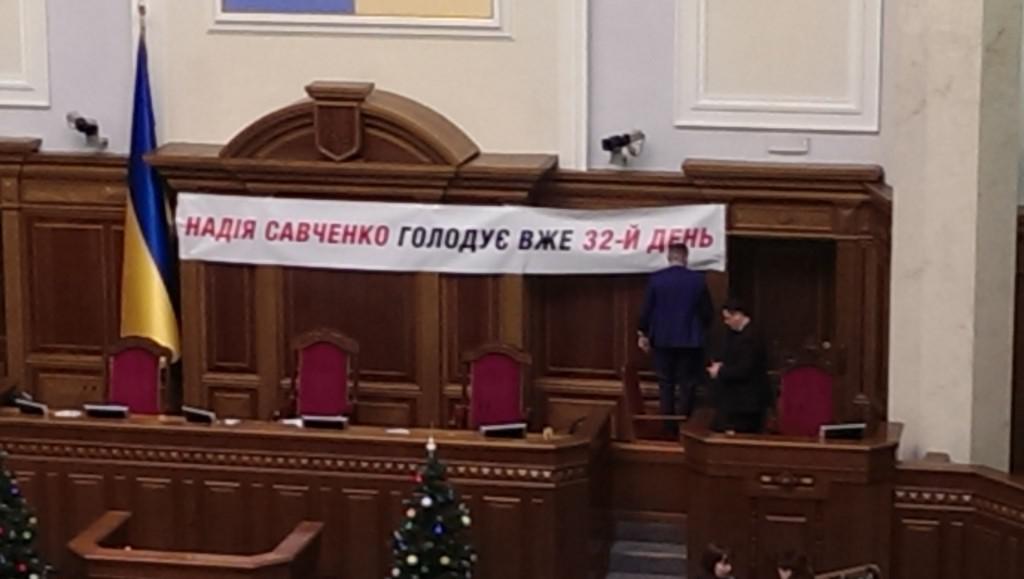 НАДІЯ САВЧЕНКО ГОЛОДУЄ ВЖЕ 32-Й ДЕНЬ